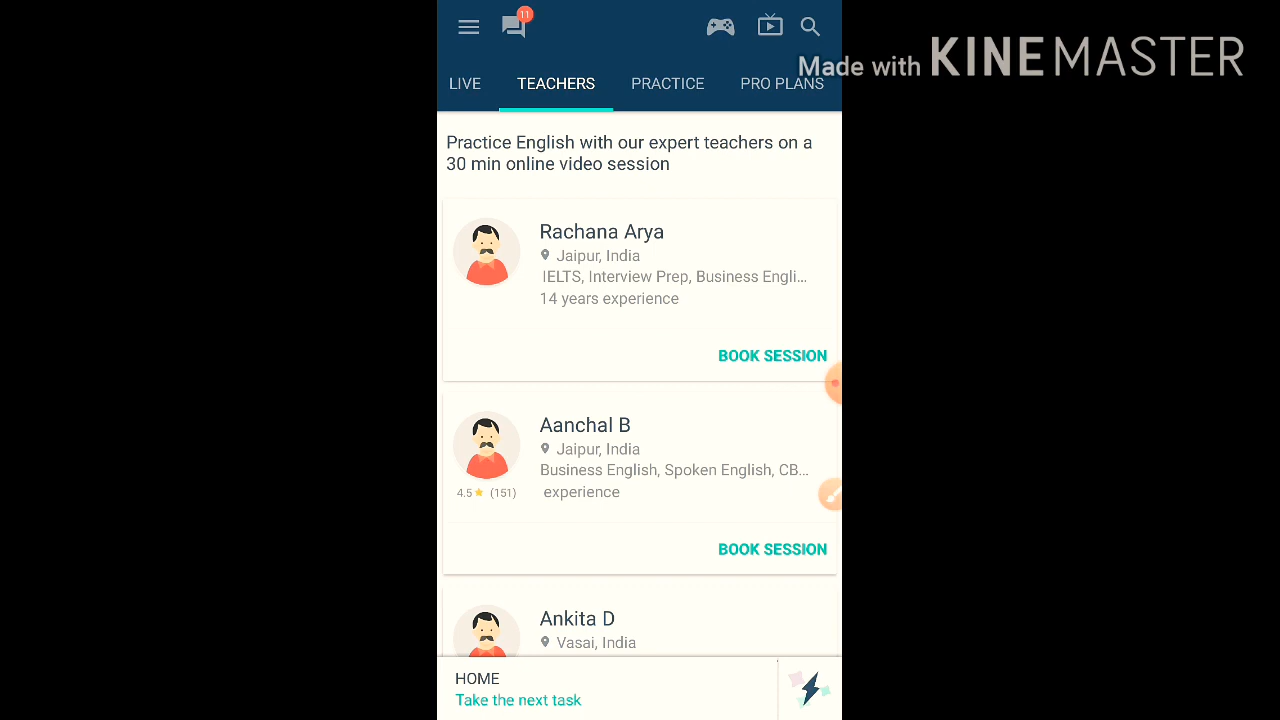 11
Made with KINEMASTER
LIVE TEACHERS PRACTICE PRO PLANS
Practice English with our expert teachers on a
30 min online video session
Rachana Arya
Jaipur, India
IELTS, Interview Prep, Business Engli...
14 years experience
BOOK SESSION
Aanchal B
Jaipur, India
Business English, Spoken English, CB...
4.5 (151) experience
BOOK SESSION
Ankita D
Vasai, India
HOME
Take the next task